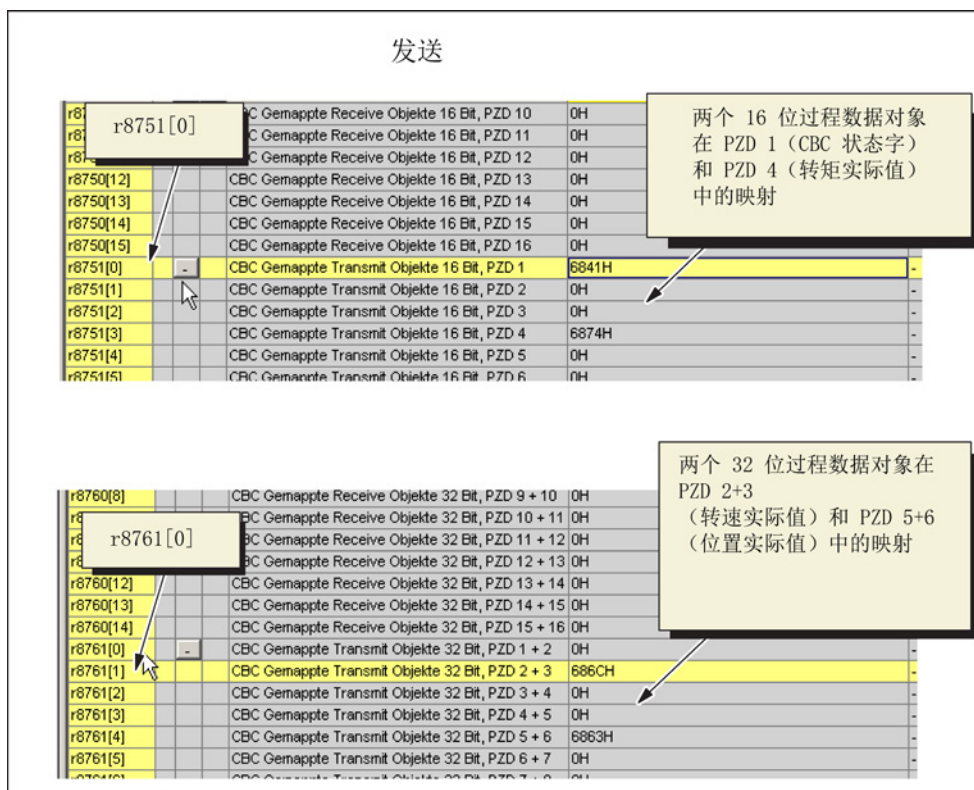 发送
r87 BC Gemappte Receive Objekte 16 Bit, PZD 10 0H
r8751[0]
BC Gemappte Receive Objekte 16 Bit, PZD 11 0H
BC Gemappte Receive Objekte 16 Bit, PZD 12 0H
r8750[12] CBC Gemappte Receive Objekte 16 Bit, PZD 13 0H
r8750[13] CBC Gemappte Receive Objekte 16 Bit, PZD 14 0H
r8750[14] CBC Gemappte Receive Objekte 16 Bit, PZD 15 0H
r8750[15] CBC Gemappte Receive Objekte 16 Bit, PZD 16 0H
r8751[0] - CBC Gemappte Transmit Objekte 16 Bit, PZD 1 6841H -
r8751[1] CBC Gemappte Transmit Objekte 16 Bit, PZD 2 0H -
r8751[2] CBC Gemappte Transmit Objekte 16 Bit, PZD 3 0H -
r8751[3] CBC Gemappte Transmit Objekte 16 Bit, PZD 4 6874H -
r8751[4] CBC Gemappte Transmit Objekte 16 Bit, PZD 5 0H -
r8751[5] CBC Gemappte Transmit Objekte 16 Bit, PZD 6 0H -
两个 16 位过程数据对象
在 PZD 1（CBC 状态字）
和 PZD 4（转矩实际值）
中的映射
r8760[8] CBC Gemappte Receive Objekte 32 Bit, PZD 9 + 10 0H
r8 BC Gemappte Receive Objekte 32 Bit, PZD 10 + 11 0H
r8761[0]
r8 BC Gemappte Receive Objekte 32 Bit, PZD 11 + 12 0H
r8 BC Gemappte Receive Objekte 32 Bit, PZD 12 + 13 0H
r8760[12] CBC Gemappte Receive Objekte 32 Bit, PZD 13 + 14 0H
r8760[13] CBC Gemappte Receive Objekte 32 Bit, PZD 14 + 15 0H
r8760[14] CBC Gemappte Receive Objekte 32 Bit, PZD 15 + 16 0H
r8761[0] - CBC Gemappte Transmit Objekte 32 Bit, PZD 1 + 2 0H -
r8761[1] CBC Gemappte Transmit Objekte 32 Bit, PZD 2 + 3 686CH -
r8761[2] CBC Gemappte Transmit Objekte 32 Bit, PZD 3 + 4 0H -
r8761[3] CBC Gemappte Transmit Objekte 32 Bit, PZD 4 + 5 0H -
r8761[4] CBC Gemappte Transmit Objekte 32 Bit, PZD 5 + 6 6863H -
r8761[5] CBC Gemappte Transmit Objekte 32 Bit, PZD 6 + 7 0H -
两个 32 位过程数据对象在
PZD 2+3
（转速实际值）和 PZD 5+6
（位置实际值）中的映射